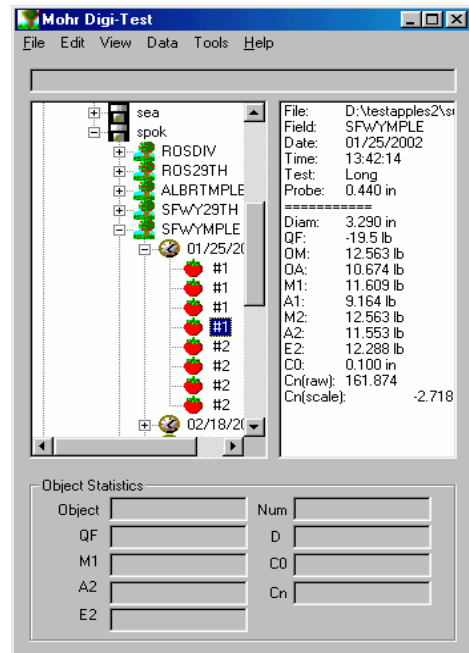 Mohr Digi-Test
File Edit View Data Tools Help
sea
spok
ROSDIV
ROS29TH
ALBRTMPLE
SFWY29TH
SFWYMPLE
01/25/20
#1
#1
#1
#1
#2
#2
#2
#2
02/18/20
File: D:\testapples2\s
Field: SFWYMPLE
Date: 01/25/2002
Time: 13:42:14
Test: Long
Probe: 0.440 in
===========
Diam: 3.290 in
QF: -19.5 lb
OM: 12.563 lb
OA: 10.674 lb
M1: 11.609 lb
A1: 9.164 lb
M2: 12.563 lb
A2: 11.553 lb
E2: 12.288 lb
C0: 0.100 in
Cn(raw): 161.874
Cn(scale): -2.718
Object Statistics
Object Num
QF D
M1 C0
A2 Cn
E2